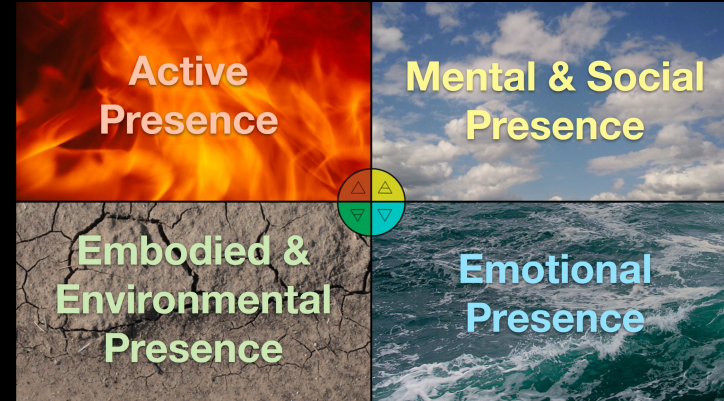 Active
Presence
Mental & Social
Presence
Embodied &
Environmental
Presence
Emotional
Presence